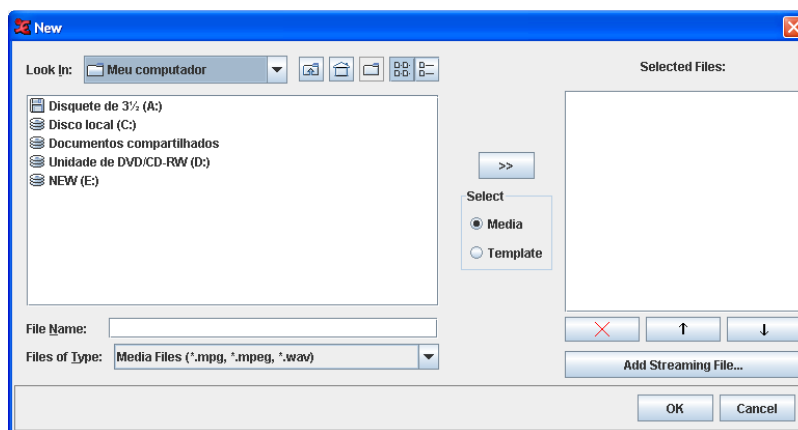 New
Look In: Meu computador
Selected Files:
Disquete de 3½ (A:)
Disco local (C:)
Documentos compartilhados
Unidade de DVD/CD-RW (D:)
NEW (E:)
>>
Select
Media
Template
File Name:
Files of Type: Media Files (*.mpg, *.mpeg, *.wav)
Add Streaming File...
OK Cancel